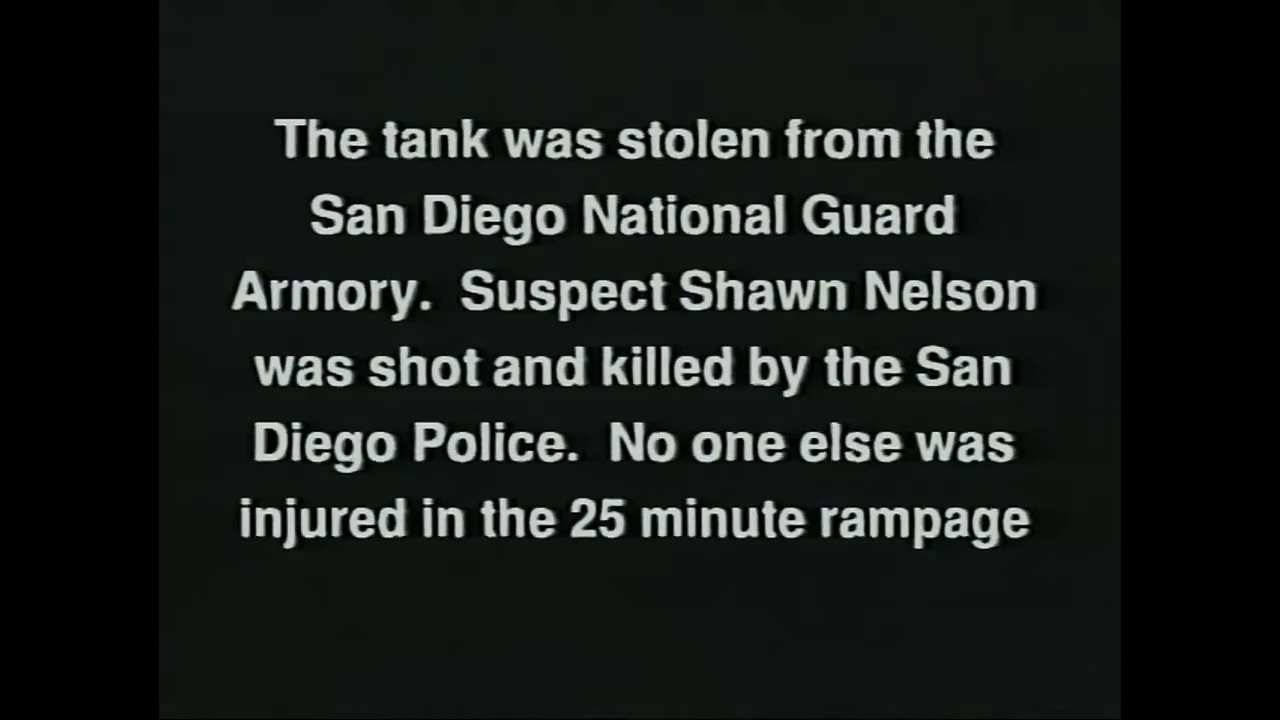 The tank was stolen from the
San Diego National Guard
Armory.  Suspect Shawn Nelson
was shot and killed by the San
Diego Police.  No one else was
injured in the 25 minute rampage